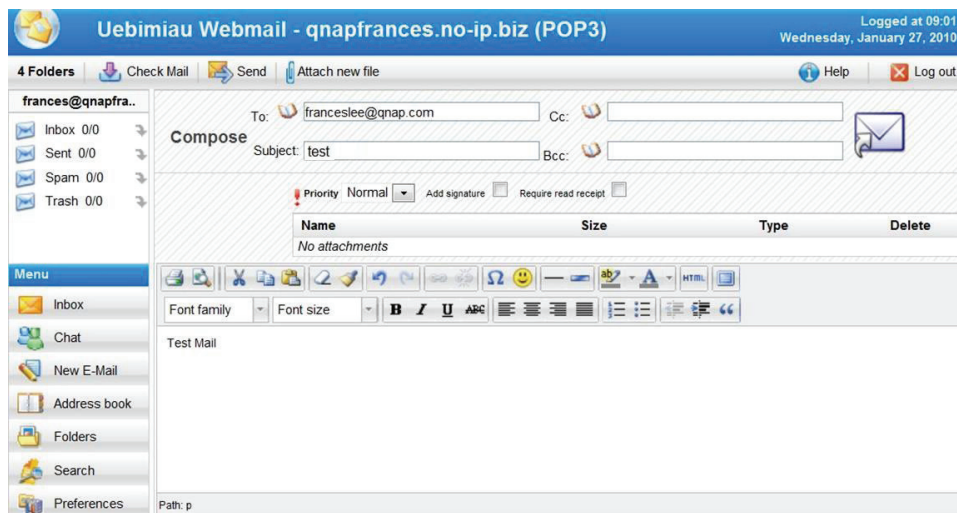 Uebimiau Webmail - qnapfrances.no-ip.biz (POP3)
Logged at 09:01
Wednesday, January 27, 2010
4 Folders Check Mail Send Attach new file Help Log out
frances@qnapfra..
Inbox 0/0
Sent 0/0
Spam 0/0
Trash 0/0
Compose
To: franceslee@qnap.com Cc:
Subject: test Bcc:
Priority Normal Add signature Require read receipt
Name Size Type Delete
No attachments
Menu
Inbox
Chat
New E-Mail
Address book
Folders
Search
Preferences
HTML
Font family Font size B I U ABC
Test Mail
Path: p